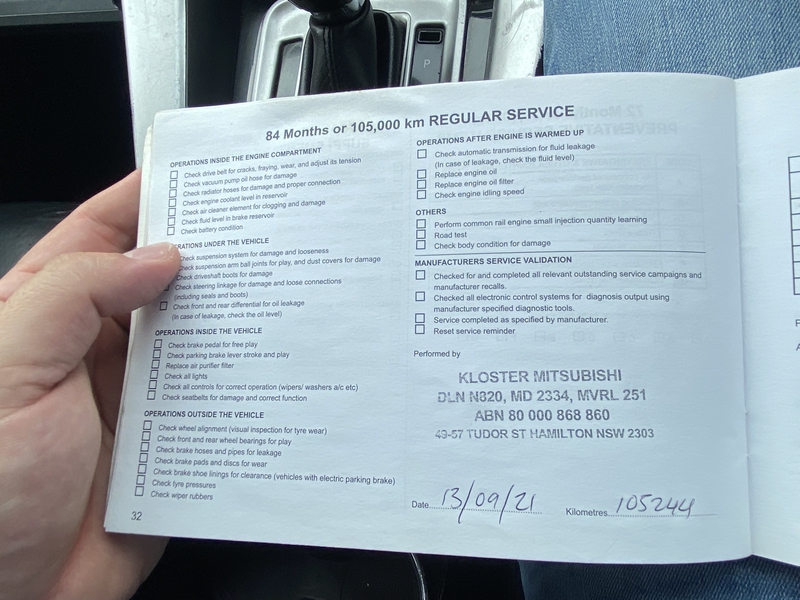 P
84 Months or 105,000 km REGULAR SERVICE
OPERATIONS INSIDE THE ENGINE COMPARTMENT
Check drive belt for cracks, fraying, wear, and adjust its tension
Check vacuum pump oil hose for damage
Check radiator hoses for damage and proper connection
Check engine coolant level in reservoir
Check air cleaner element for clogging and damage
Check fluid level in brake reservoir
Check battery condition
RATIONS UNDER THE VEHICLE
Check suspension system for damage and looseness
Check suspension arm ball joints for play, and dust covers for damage
Check driveshaft boots for damage
Check steering linkage for damage and loose connections
(including seals and boots)
Check front and rear differential for oil leakage
(In case of leakage, check the oil level)
OPERATIONS INSIDE THE VEHICLE
Check brake pedal for free play
Check parking brake lever stroke and play
Replace air purifier filter
Check all lights
Check all controls for correct operation (wipers/ washers a/c etc)
Check seatbelts for damage and correct function
OPERATIONS OUTSIDE THE VEHICLE
Check wheel alignment (visual inspection for tyre wear)
Check front and rear wheel bearings for play
Check brake hoses and pipes for leakage
Check brake pads and discs for wear
Check brake shoe linings for clearance (vehicles with electric parking brake)
Check tyre pressures
Check wiper rubbers
32
OPERATIONS AFTER ENGINE IS WARMED UP
Check automatic transmission for fluid leakage
(In case of leakage, check the fluid level)
Replace engine oil
Replace engine oil filter
Check engine idling speed
OTHERS
Perform common rail engine small injection quantity learning
Road test
Check body condition for damage
MANUFACTURERS SERVICE VALIDATION
Checked for and completed all relevant outstanding service campaigns and
manufacturer recalls.
Checked all electronic control systems for diagnosis output using
manufacturer specified diagnostic tools.
Service completed as specified by manufacturer.
Reset service reminder
Performed by
KLOSTER MITSUBISHI
DLN N820, MD 2334, MVRL 251
ABN 80 000 868 860
49-57 TUDOR ST HAMILTON NSW 2303
Date 13/09/21 Kilometres 105244